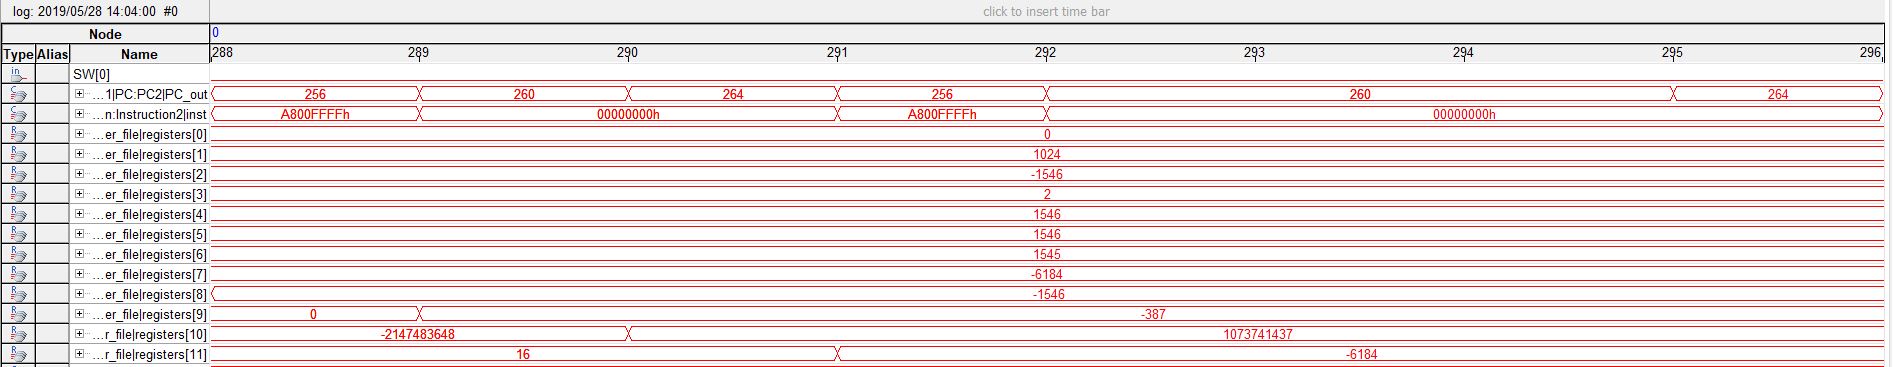 log: 2019/05/28 14:04:00 #0 click to insert time bar
Node 0
Type Alias Name 288 289 290 291 292 293 294 295 296
in SW[0]
C ...1|PC:PC2|PC_out 256 260 264 256 260 264
C ...n:Instruction2|inst A800FFFFh 00000000h A800FFFFh 00000000h
R ...er_file|registers[0] 0
R ...er_file|registers[1] 1024
R ...er_file|registers[2] -1546
R ...er_file|registers[3] 2
R ...er_file|registers[4] 1546
R ...er_file|registers[5] 1546
R ...er_file|registers[6] 1545
R ...er_file|registers[7] -6184
R ...er_file|registers[8] -1546
R ...er_file|registers[9] 0 -387
R ...r_file|registers[10] -2147483648 1073741437
R ...r_file|registers[11] 16 -6184